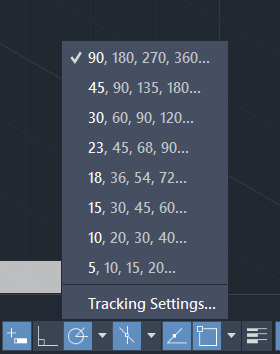 90, 180, 270, 360...
45, 90, 135, 180...
30, 60, 90, 120...
23, 45, 68, 90...
18, 36, 54, 72...
15, 30, 45, 60...
10, 20, 30, 40...
5, 10, 15, 20...
Tracking Settings...